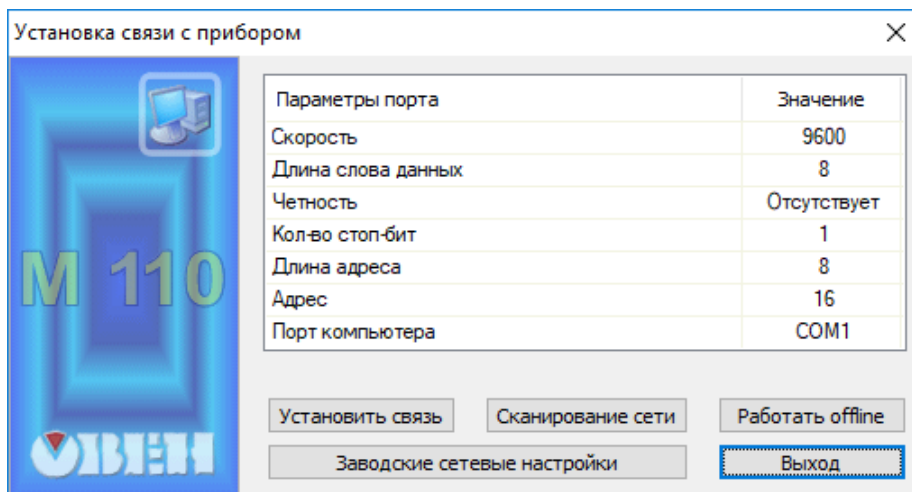 Установка связи с прибором
Параметры порта Значение
Скорость 9600
Длина слова данных 8
Четность Отсутствует
Кол-во стоп-бит 1
Длина адреса 8
Адрес 16
Порт компьютера COM1
М 110
ОВЕН
Установить связь Сканирование сети Работать offline
Заводские сетевые настройки Выход